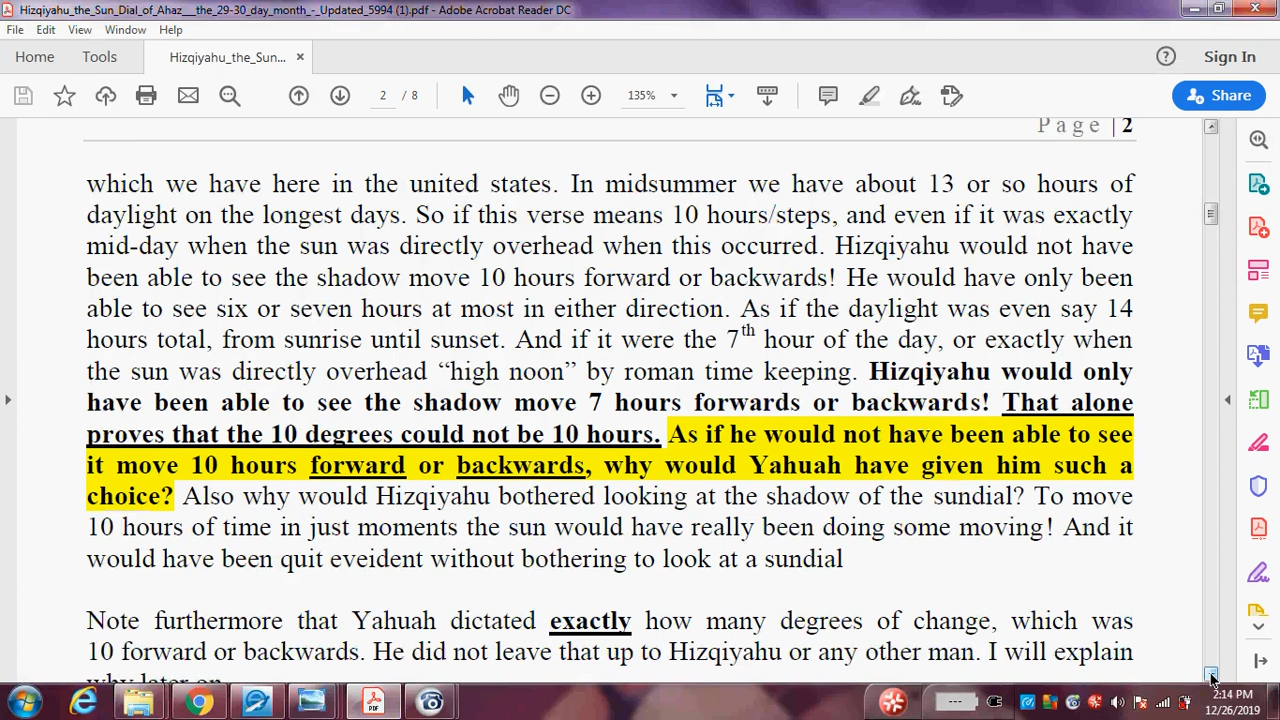 Hizqiyahu_the_Sun_Dial_of_Ahaz___the_29-30_day_month_-_Updated_5994 (1).pdf - Adobe Acrobat Reader DC
File Edit View Window Help
Home Tools Hizqiyahu_the_Sun... × Sign In
2 / 8 135% Share
Page | 2
which we have here in the united states. In midsummer we have about 13 or so hours of
daylight on the longest days. So if this verse means 10 hours/steps, and even if it was exactly
mid-day when the sun was directly overhead when this occurred. Hizqiyahu would not have
been able to see the shadow move 10 hours forward or backwards! He would have only been
able to see six or seven hours at most in either direction. As if the daylight was even say 14
hours total, from sunrise until sunset. And if it were the 7th hour of the day, or exactly when
the sun was directly overhead “high noon” by roman time keeping. Hizqiyahu would only
have been able to see the shadow move 7 hours forwards or backwards! That alone
proves that the 10 degrees could not be 10 hours. As if he would not have been able to see
it move 10 hours forward or backwards, why would Yahuah have given him such a
choice? Also why would Hizqiyahu bothered looking at the shadow of the sundial? To move
10 hours of time in just moments the sun would have really been doing some moving! And it
would have been quit eveident without bothering to look at a sundial
Note furthermore that Yahuah dictated exactly how many degrees of change, which was
10 forward or backwards. He did not leave that up to Hizqiyahu or any other man. I will explain
why later on
2:14 PM
12/26/2019